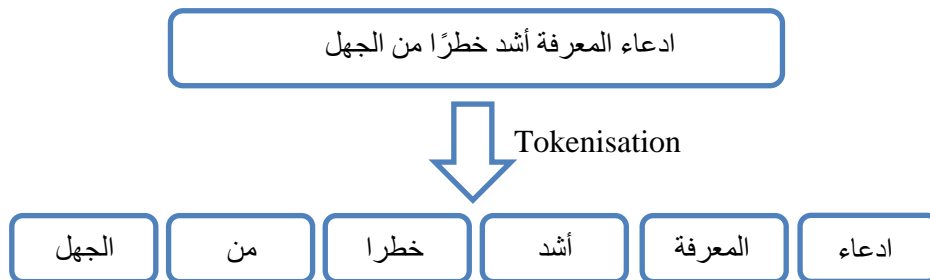 ادعاء المعرفة أشد خطرًا من الجهل
Tokenisation
ادعاء المعرفة أشد خطرا من الجهل